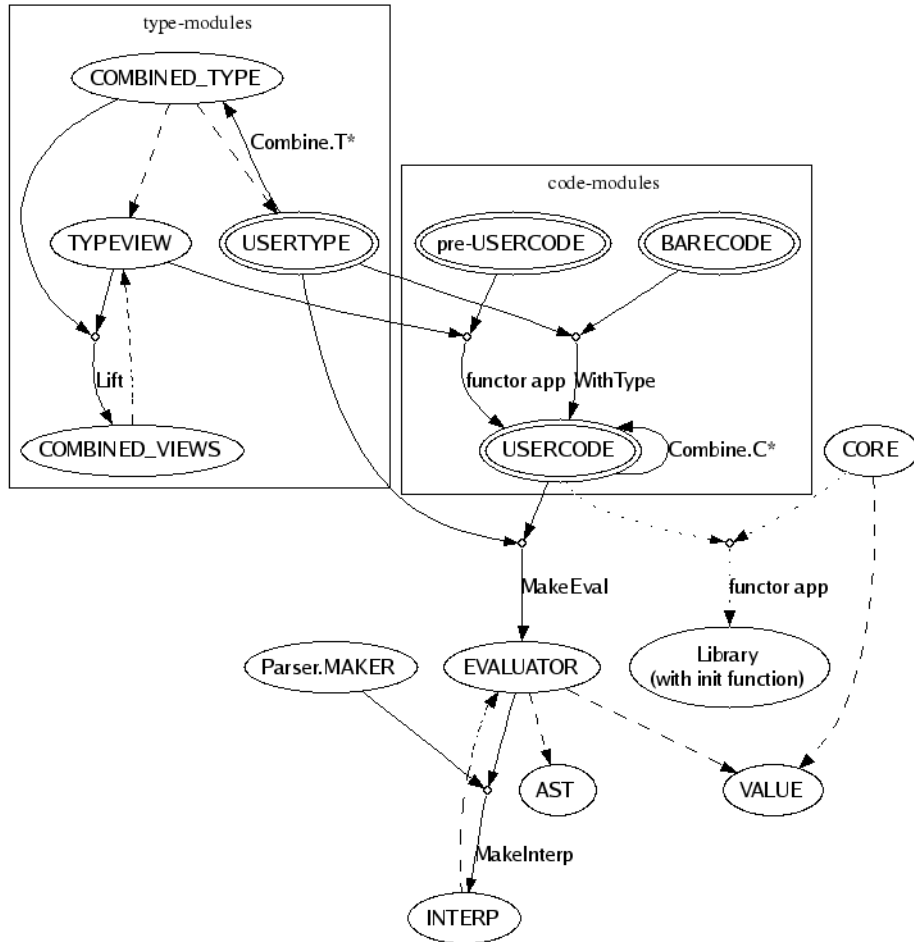 type-modules
COMBINED_TYPE
Combine.T*
code-modules
TYPEVIEW
USERTYPE
pre-USERCODE
BARECODE
Lift
functor app
WithType
COMBINED_VIEWS
USERCODE
Combine.C*
CORE
MakeEval
functor app
Parser.MAKER
EVALUATOR
Library
(with init function)
AST
VALUE
MakeInterp
INTERP